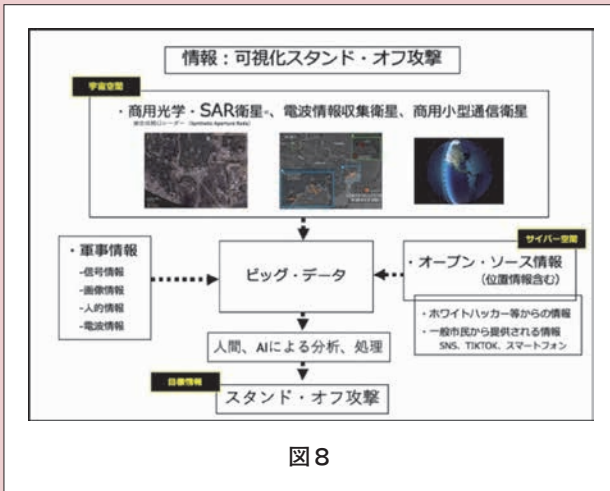 情報：可視化スタンド・オフ攻撃
宇宙空間
・商用光学・SAR衛星*、電波情報収集衛星、商用小型通信衛星
(Synthetic Aperture Radar)
・軍事情報
-信号情報
-画像情報
-人的情報
-電波情報
ビッグ・データ
サイバー空間
・オープン・ソース情報
（位置情報含む）
・ホワイトハッカー等からの情報
・一般市民から提供される情報
SNS、TIKTOK、スマートフォン
人間、AIによる分析、処理
目標情報
スタンド・オフ攻撃
図8